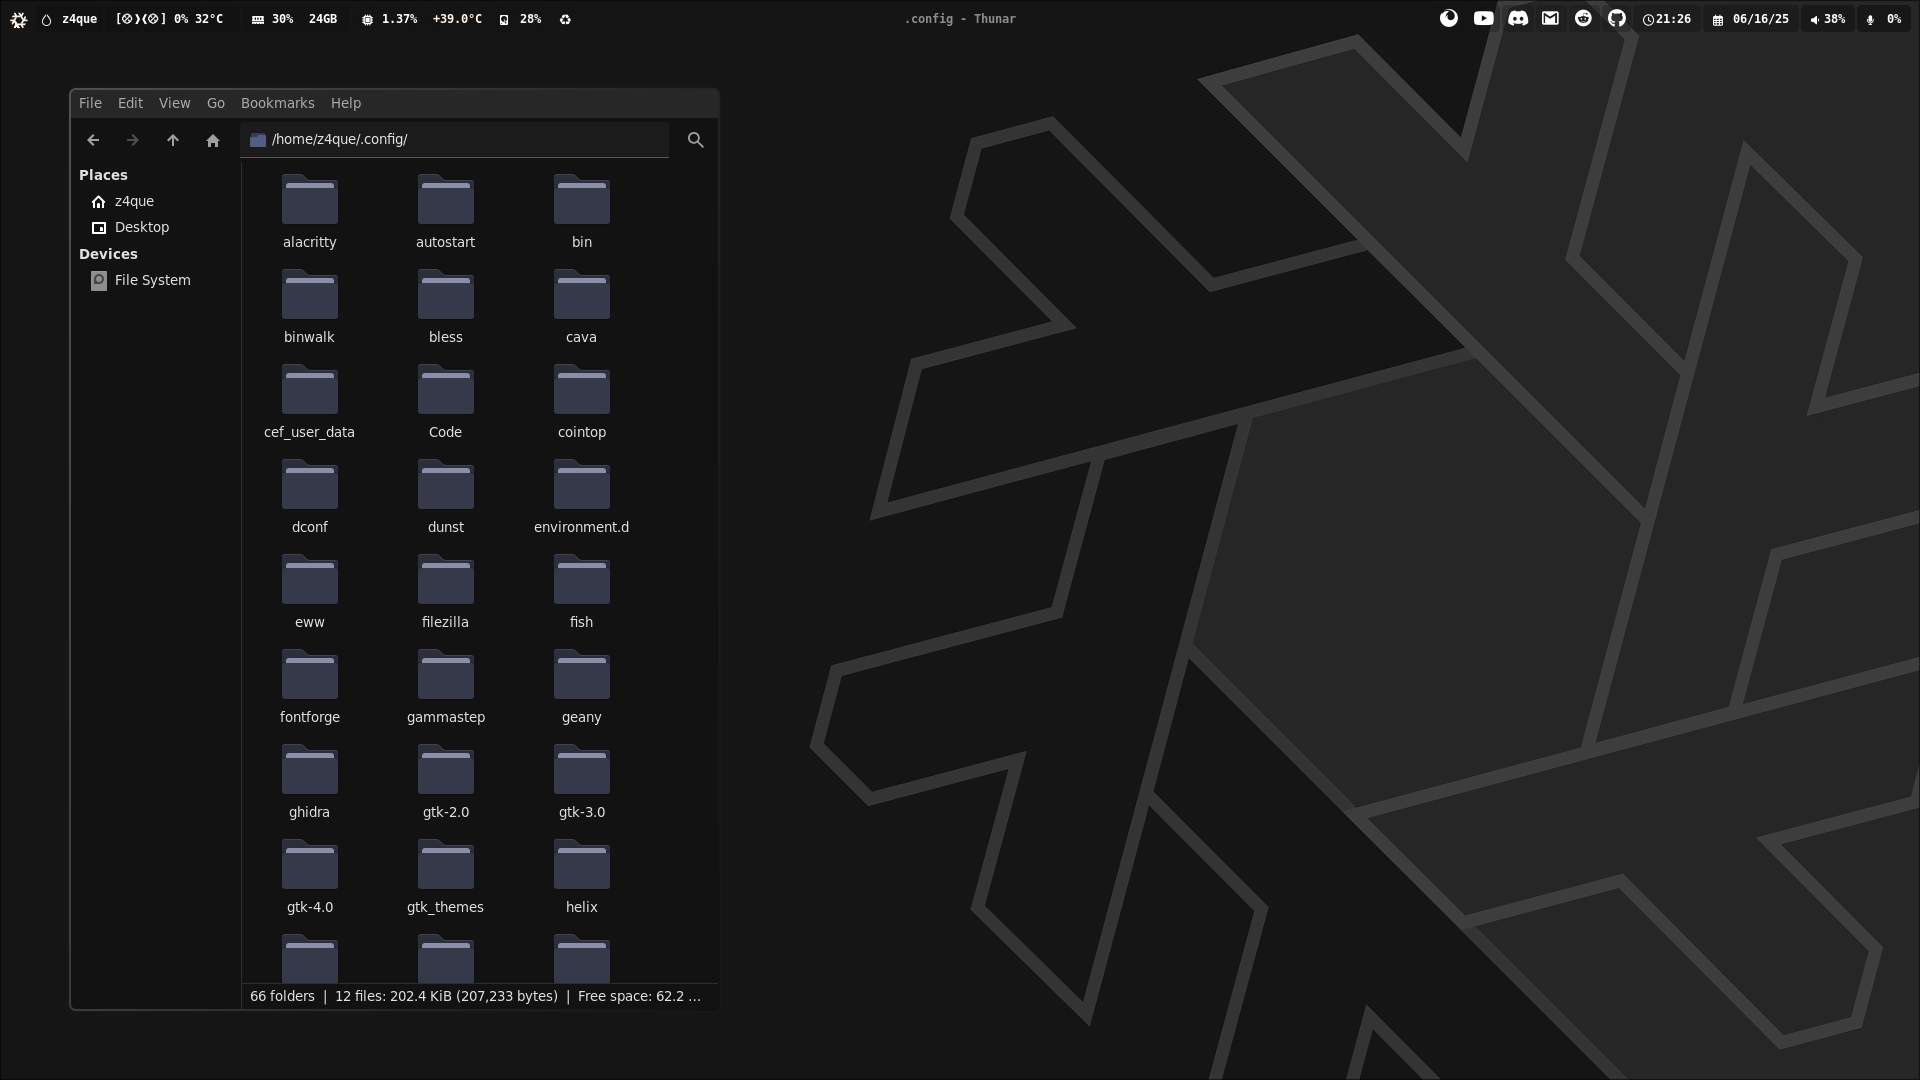 z4que [⊗❫❨⊗] 0% 32°C 30% 24GB 1.37% +39.0°C 28% .config - Thunar 21:26 06/16/25 38% 0%
File Edit View Go Bookmarks Help
/home/z4que/.config/
Places
z4que
Desktop
Devices
File System
alacritty autostart bin
binwalk bless cava
cef_user_data Code cointop
dconf dunst environment.d
eww filezilla fish
fontforge gammastep geany
ghidra gtk-2.0 gtk-3.0
gtk-4.0 gtk_themes helix
66 folders | 12 files: 202.4 KiB (207,233 bytes) | Free space: 62.2 ...